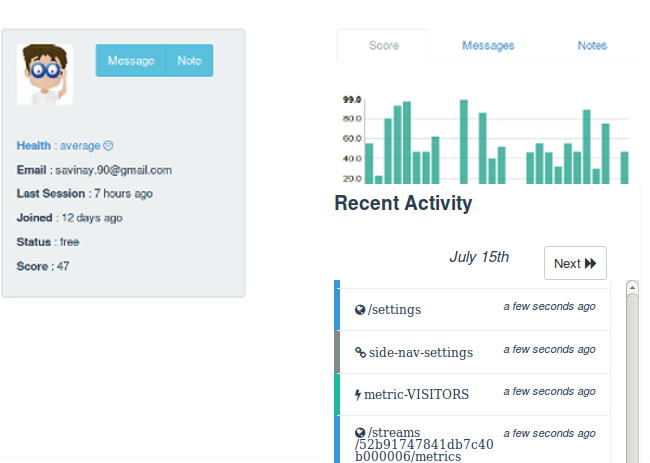 Message Note
Health : average
Email : savinay.90@gmail.com
Last Session : 7 hours ago
Joined : 12 days ago
Status : free
Score : 47
Score Messages Notes
99.0
80.0
60.0
40.0
20.0
Recent Activity
July 15th Next
/settings a few seconds ago
side-nav-settings a few seconds ago
metric-VISITORS a few seconds ago
/streams a few seconds ago
/52b91747841db7c40
b000006/metrics